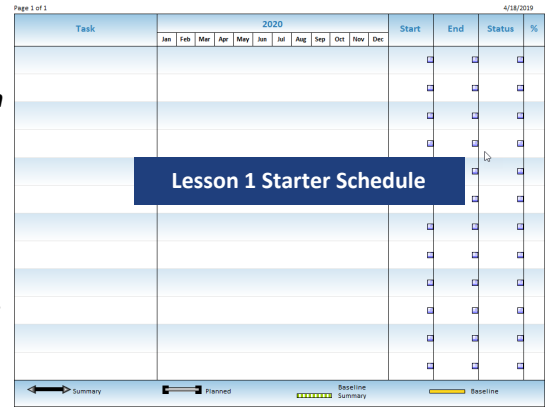 Page 1 of 1 4/18/2019
Task 2020 Start End Status %
Jan Feb Mar Apr May Jun Jul Aug Sep Oct Nov Dec
Lesson 1 Starter Schedule
Summary Planned Baseline Summary Baseline